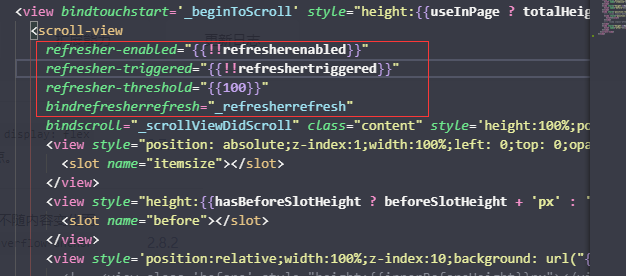 <view bindtouchstart='_beginToScroll' style="height:{{useInPage ? totalHeig
<scroll-view
refresher-enabled="{{!!refresherenabled}}"
refresher-triggered="{{!!refreshertriggered}}"
refresher-threshold="{{100}}"
bindrefresherrefresh="_refresherrefresh"
bindscroll="_scrollViewDidScroll" class="content" style='height:100%;po
<view style="position: absolute;z-index:1;width:100%;left: 0;top: 0;opa
<slot name="itemsize"></slot>
</view>
<view style="height:{{hasBeforeSlotHeight ? beforeSlotHeight + 'px' : '
<slot name="before"></slot>
</view>
2.8.2
<view style='position:relative;width:100%;z-index:10;background: url("{